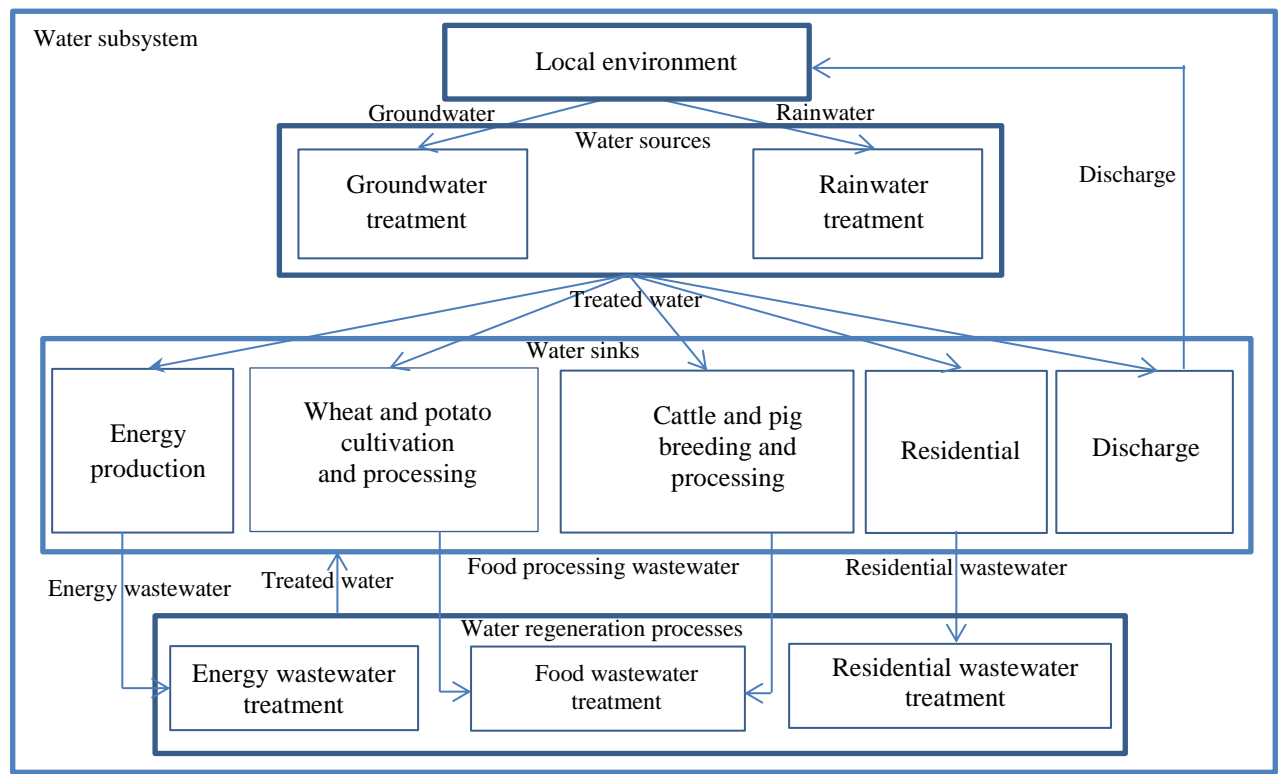 Water subsystem
Local environment
Groundwater
Rainwater
Water sources
Groundwater
treatment
Rainwater
treatment
Discharge
Treated water
Water sinks
Energy
production
Wheat and potato
cultivation
and processing
Cattle and pig
breeding and
processing
Residential
Discharge
Energy wastewater
Treated water
Food processing wastewater
Residential wastewater
Water regeneration processes
Energy wastewater
treatment
Food wastewater
treatment
Residential wastewater
treatment